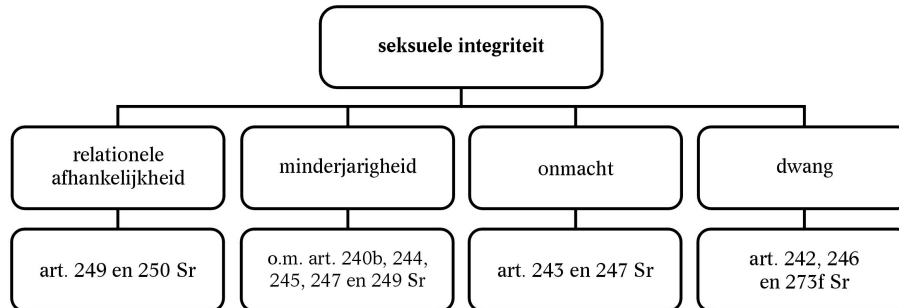 seksuele integriteit
relationele
afhankelijkheid
minderjarigheid
onmacht
dwang
art. 249 en 250 Sr
o.m. art. 240b, 244,
245, 247 en 249 Sr
art. 243 en 247 Sr
art. 242, 246
en 273f Sr